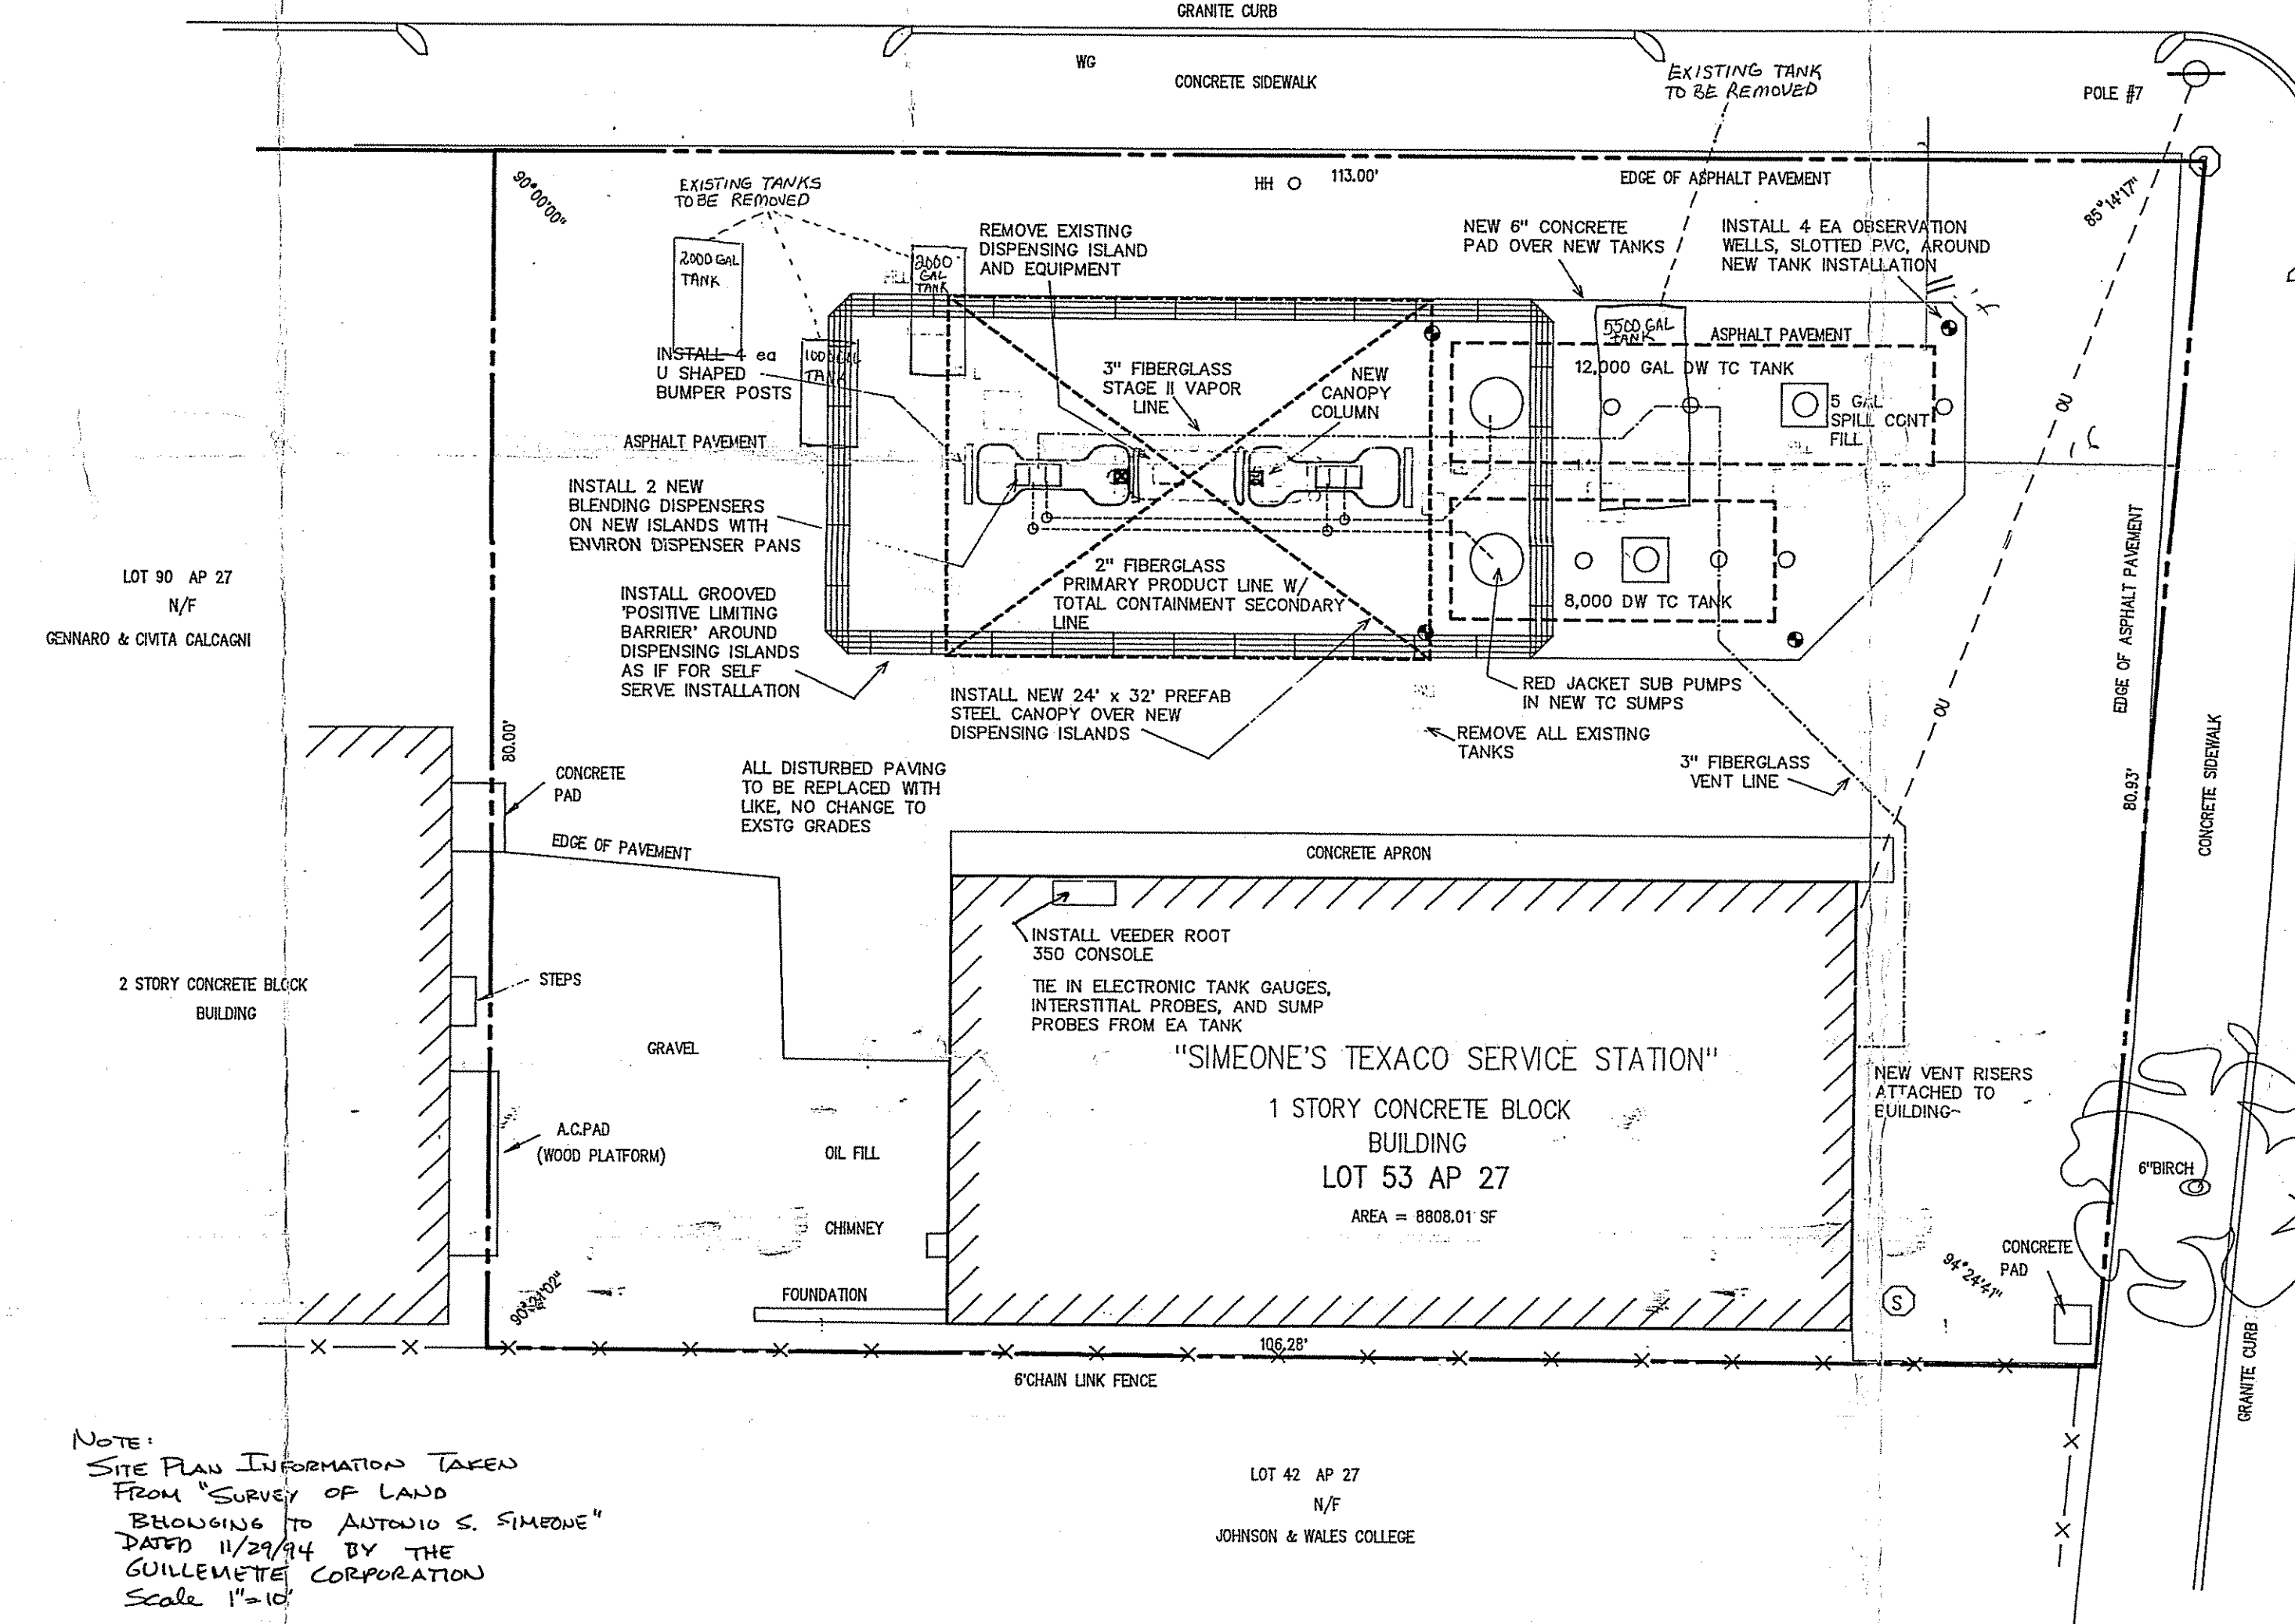 GRANITE CURB
WG
CONCRETE SIDEWALK
EXISTING TANK
TO BE REMOVED
POLE #7
90°00'00"
EXISTING TANKS
TO BE REMOVED
HH
113.00'
EDGE OF ASPHALT PAVEMENT
85°14'17"
2000 GAL
TANK
2000
GAL
TANK
REMOVE EXISTING
DISPENSING ISLAND
AND EQUIPMENT
NEW 6" CONCRETE
PAD OVER NEW TANKS
INSTALL 4 EA OBSERVATION
WELLS, SLOTTED PVC, AROUND
NEW TANK INSTALLATION
INSTALL 4 ea
U SHAPED
BUMPER POSTS
TANK
3" FIBERGLASS
STAGE II VAPOR
LINE
NEW
CANOPY
COLUMN
5500 GAL
TANK
ASPHALT PAVEMENT
12,000 GAL DW TC TANK
5 GAL
SPILL CONT
FILL
OU
ASPHALT PAVEMENT
INSTALL 2 NEW
BLENDING DISPENSERS
ON NEW ISLANDS WITH
ENVIRON DISPENSER PANS
2" FIBERGLASS
PRIMARY PRODUCT LINE W/
TOTAL CONTAINMENT SECONDARY
LINE
8,000 DW TC TANK
EDGE OF ASPHALT PAVEMENT
LOT 90 AP 27
N/F
GENNARO & CIVITA CALCAGNI
INSTALL GROOVED
'POSITIVE LIMITING
BARRIER' AROUND
DISPENSING ISLANDS
AS IF FOR SELF
SERVE INSTALLATION
INSTALL NEW 24' x 32' PREFAB
STEEL CANOPY OVER NEW
DISPENSING ISLANDS
RED JACKET SUB PUMPS
IN NEW TC SUMPS
REMOVE ALL EXISTING
TANKS
OU
80.00'
CONCRETE
PAD
ALL DISTURBED PAVING
TO BE REPLACED WITH
LIKE, NO CHANGE TO
EXSTG GRADES
3" FIBERGLASS
VENT LINE
80.93'
CONCRETE SIDEWALK
EDGE OF PAVEMENT
CONCRETE APRON
INSTALL VEEDER ROOT
350 CONSOLE
TIE IN ELECTRONIC TANK GAUGES,
INTERSTITIAL PROBES, AND SUMP
PROBES FROM EA TANK
2 STORY CONCRETE BLOCK
BUILDING
STEPS
GRAVEL
"SIMEONE'S TEXACO SERVICE STATION"
1 STORY CONCRETE BLOCK
BUILDING
LOT 53 AP 27
AREA = 8808.01 SF
NEW VENT RISERS
ATTACHED TO
BUILDING
A.C.PAD
(WOOD PLATFORM)
OIL FILL
6"BIRCH
CHIMNEY
CONCRETE
PAD
94°24'41"
FOUNDATION
S
106.28'
6'CHAIN LINK FENCE
GRANITE CURB
NOTE:
SITE PLAN INFORMATION TAKEN
FROM "SURVEY OF LAND
BELONGING TO ANTONIO S. SIMEONE"
DATED 11/29/94 BY THE
GUILLEMETTE CORPORATION
Scale 1"=10'
LOT 42 AP 27
N/F
JOHNSON & WALES COLLEGE